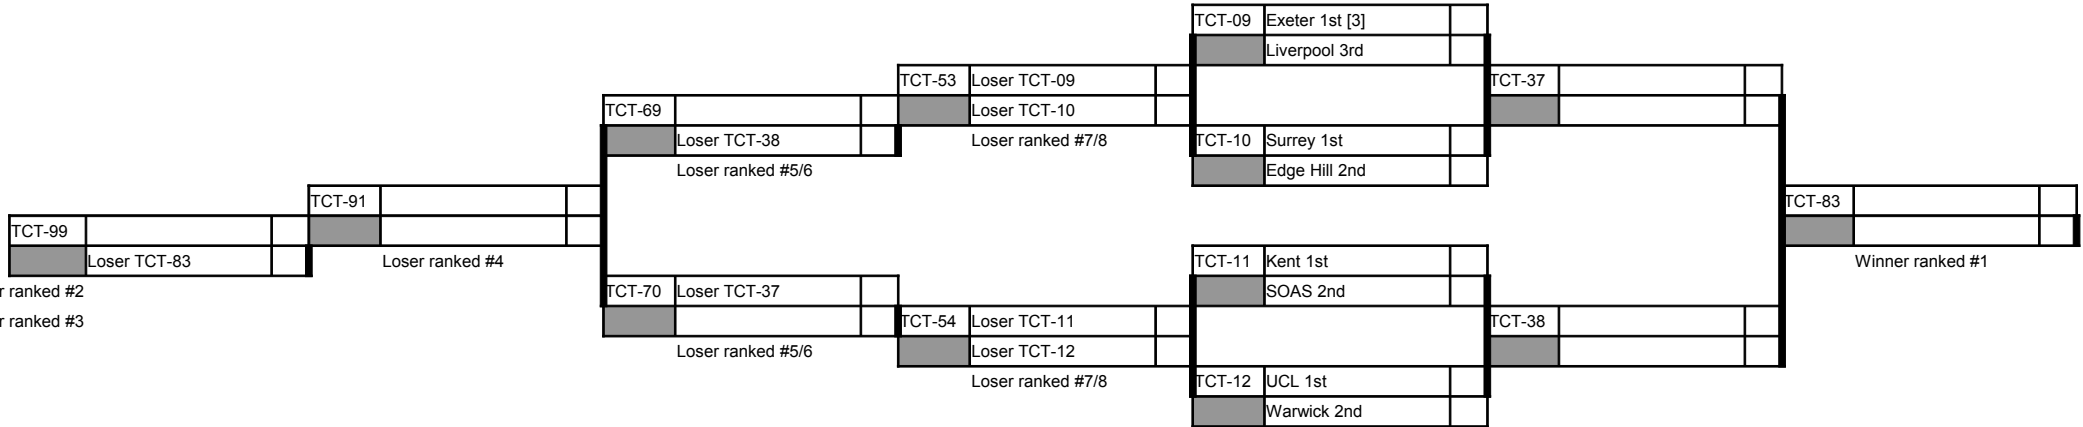 TCT-09 Exeter 1st [3]
Liverpool 3rd
TCT-53 Loser TCT-09
TCT-37
TCT-69
Loser TCT-10
Loser TCT-38
Loser ranked #7/8
TCT-10 Surrey 1st
Loser ranked #5/6
Edge Hill 2nd
TCT-91
TCT-83
TCT-99
Loser TCT-83
Loser ranked #4
TCT-11 Kent 1st
Winner ranked #1
r ranked #2
TCT-70 Loser TCT-37
SOAS 2nd
r ranked #3
TCT-54 Loser TCT-11
TCT-38
Loser ranked #5/6
Loser TCT-12
Loser ranked #7/8
TCT-12 UCL 1st
Warwick 2nd